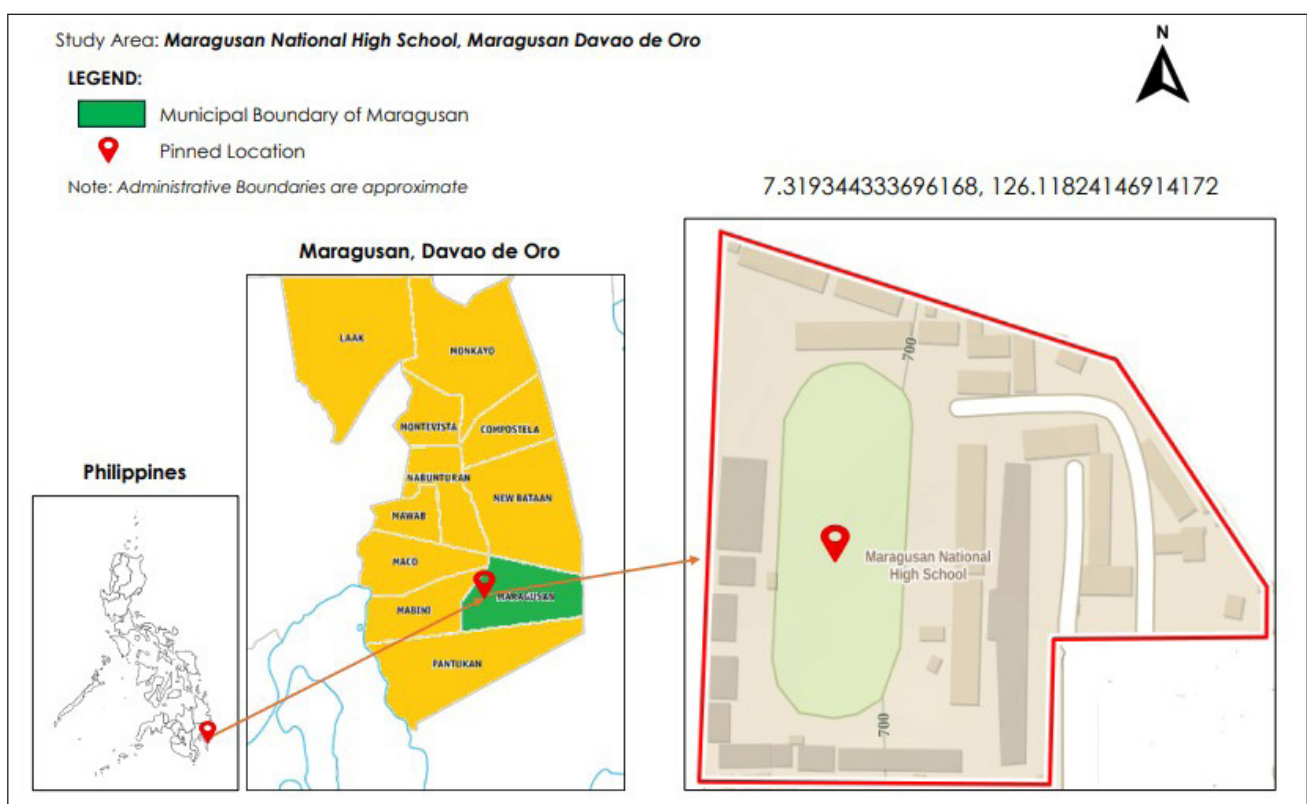 Study Area: Maragusan National High School, Maragusan Davao de Oro
N
LEGEND:
Municipal Boundary of Maragusan
Pinned Location
Note: Administrative Boundaries are approximate
7.319344333696168, 126.11824146914172
Maragusan, Davao de Oro
LAAK
MONKAYO
MONTEVISTA
COMPOSTELA
NABUNTURAN
NEW BATAAN
MAWAB
MACO
MARAGUSAN
MABINI
PANTUKAN
Philippines
700
Maragusan National
High School
700